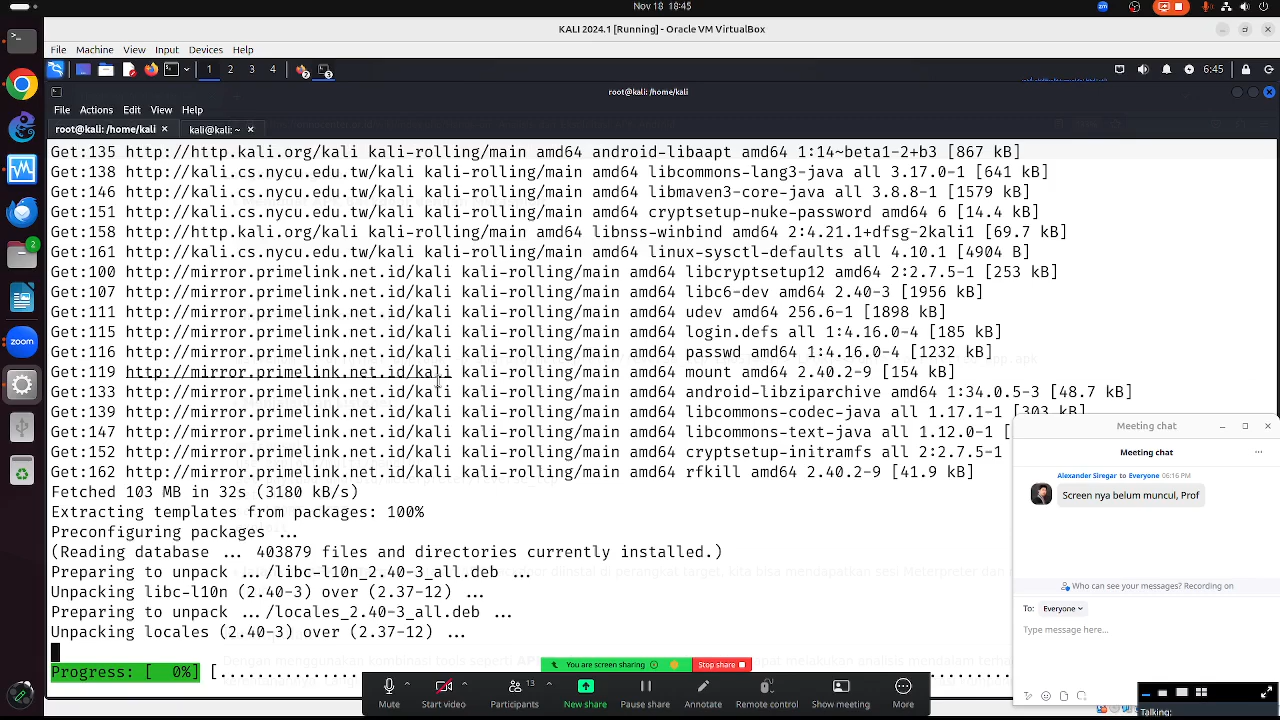 Nov 18 18:45
KALI 2024.1 [Running] - Oracle VM VirtualBox
File Machine View Input Devices Help
1 2 3 4
6:45
root@kali: /home/kali
File Actions Edit View Help
root@kali: /home/kali × kali@kali: ~ ×
Get:135 http://http.kali.org/kali kali-rolling/main amd64 android-libaapt amd64 1:14~beta1-2+b3 [867 kB]
Get:138 http://kali.cs.nycu.edu.tw/kali kali-rolling/main amd64 libcommons-lang3-java all 3.17.0-1 [641 kB]
Get:146 http://kali.cs.nycu.edu.tw/kali kali-rolling/main amd64 libmaven3-core-java all 3.8.8-1 [1579 kB]
Get:151 http://kali.cs.nycu.edu.tw/kali kali-rolling/main amd64 cryptsetup-nuke-password amd64 6 [14.4 kB]
Get:158 http://http.kali.org/kali kali-rolling/main amd64 libnss-winbind amd64 2:4.21.1+dfsg-2kali1 [69.7 kB]
Get:161 http://kali.cs.nycu.edu.tw/kali kali-rolling/main amd64 linux-sysctl-defaults all 4.10.1 [4904 B]
Get:100 http://mirror.primelink.net.id/kali kali-rolling/main amd64 libcryptsetup12 amd64 2:2.7.5-1 [253 kB]
Get:107 http://mirror.primelink.net.id/kali kali-rolling/main amd64 libc6-dev amd64 2.40-3 [1956 kB]
Get:111 http://mirror.primelink.net.id/kali kali-rolling/main amd64 udev amd64 256.6-1 [1898 kB]
Get:115 http://mirror.primelink.net.id/kali kali-rolling/main amd64 login.defs all 1:4.16.0-4 [185 kB]
Get:116 http://mirror.primelink.net.id/kali kali-rolling/main amd64 passwd amd64 1:4.16.0-4 [1232 kB]
Get:119 http://mirror.primelink.net.id/kali kali-rolling/main amd64 mount amd64 2.40.2-9 [154 kB]
Get:133 http://mirror.primelink.net.id/kali kali-rolling/main amd64 android-libziparchive amd64 1:34.0.5-3 [48.7 kB]
Get:139 http://mirror.primelink.net.id/kali kali-rolling/main amd64 libcommons-codec-java all 1.17.1-1 [303 kB]
Get:147 http://mirror.primelink.net.id/kali kali-rolling/main amd64 libcommons-text-java all 1.12.0-1 [
Get:152 http://mirror.primelink.net.id/kali kali-rolling/main amd64 cryptsetup-initramfs all 2:2.7.5-1
Get:162 http://mirror.primelink.net.id/kali kali-rolling/main amd64 rfkill amd64 2.40.2-9 [41.9 kB]
Fetched 103 MB in 32s (3180 kB/s)
Extracting templates from packages: 100%
Preconfiguring packages ...
(Reading database ... 403879 files and directories currently installed.)
Preparing to unpack .../libc-l10n_2.40-3_all.deb ...
Unpacking libc-l10n (2.40-3) over (2.37-12) ...
Preparing to unpack .../locales_2.40-3_all.deb ...
Unpacking locales (2.40-3) over (2.37-12) ...
Progress: [ 0%] [
Meeting chat
Meeting chat
Alexander Siregar to Everyone 06:16 PM
Screen nya belum muncul, Prof
Who can see your messages? Recording on
To: Everyone
Type message here...
You are screen sharing Stop share
Mute Start video Participants 13 New share Pause share Annotate Remote control Show meeting More
Talking:
zoom
2